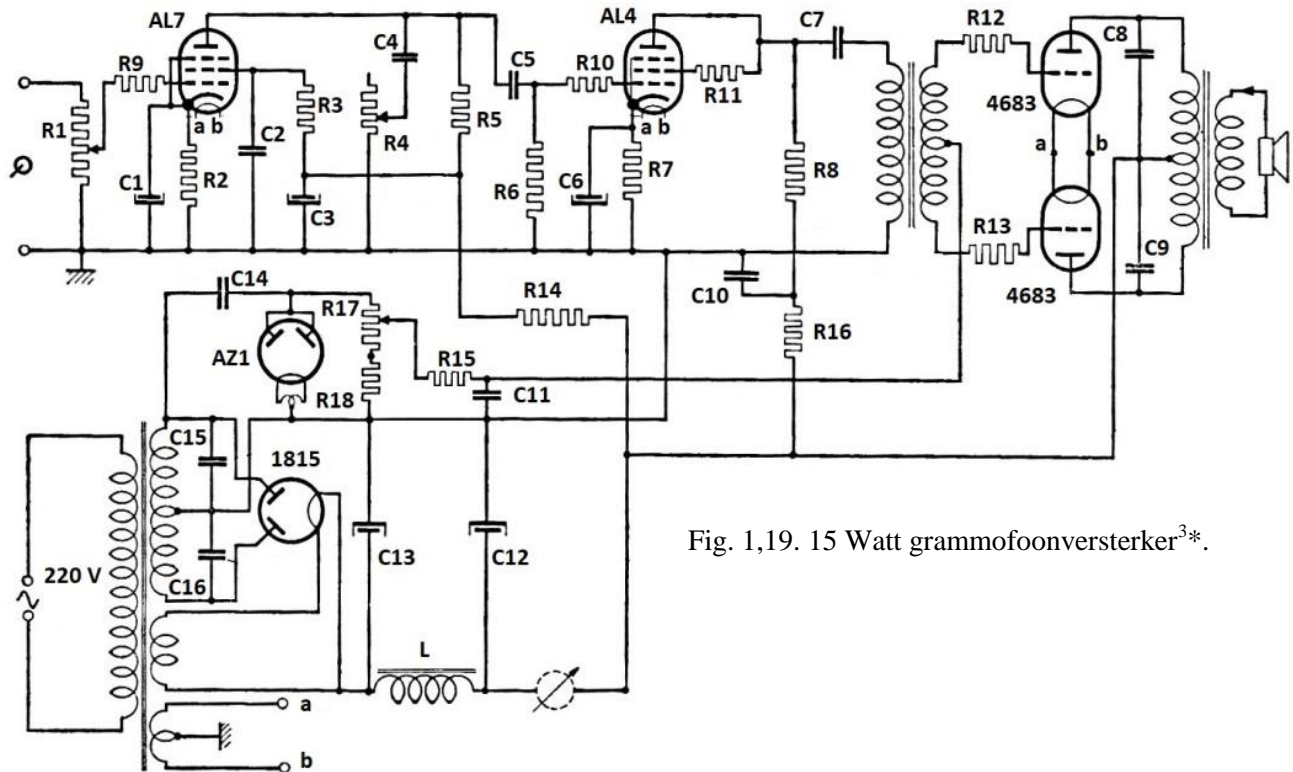 AL7
AL4
C7
R12
C4
C8
R9
C5
R10
R11
L
4683
R1
a b
C2
R3
R4
R5
a b
R8
a
b
C1
R2
R6
C6
R7
C3
R13
C9
C14
C10
4683
R17
R14
AZ1
R15
R16
R18
C11
C15
1815
C13
C12
Fig. 1,19. 15 Watt grammofoonversterker³*.
220 V
C16
L
a
b